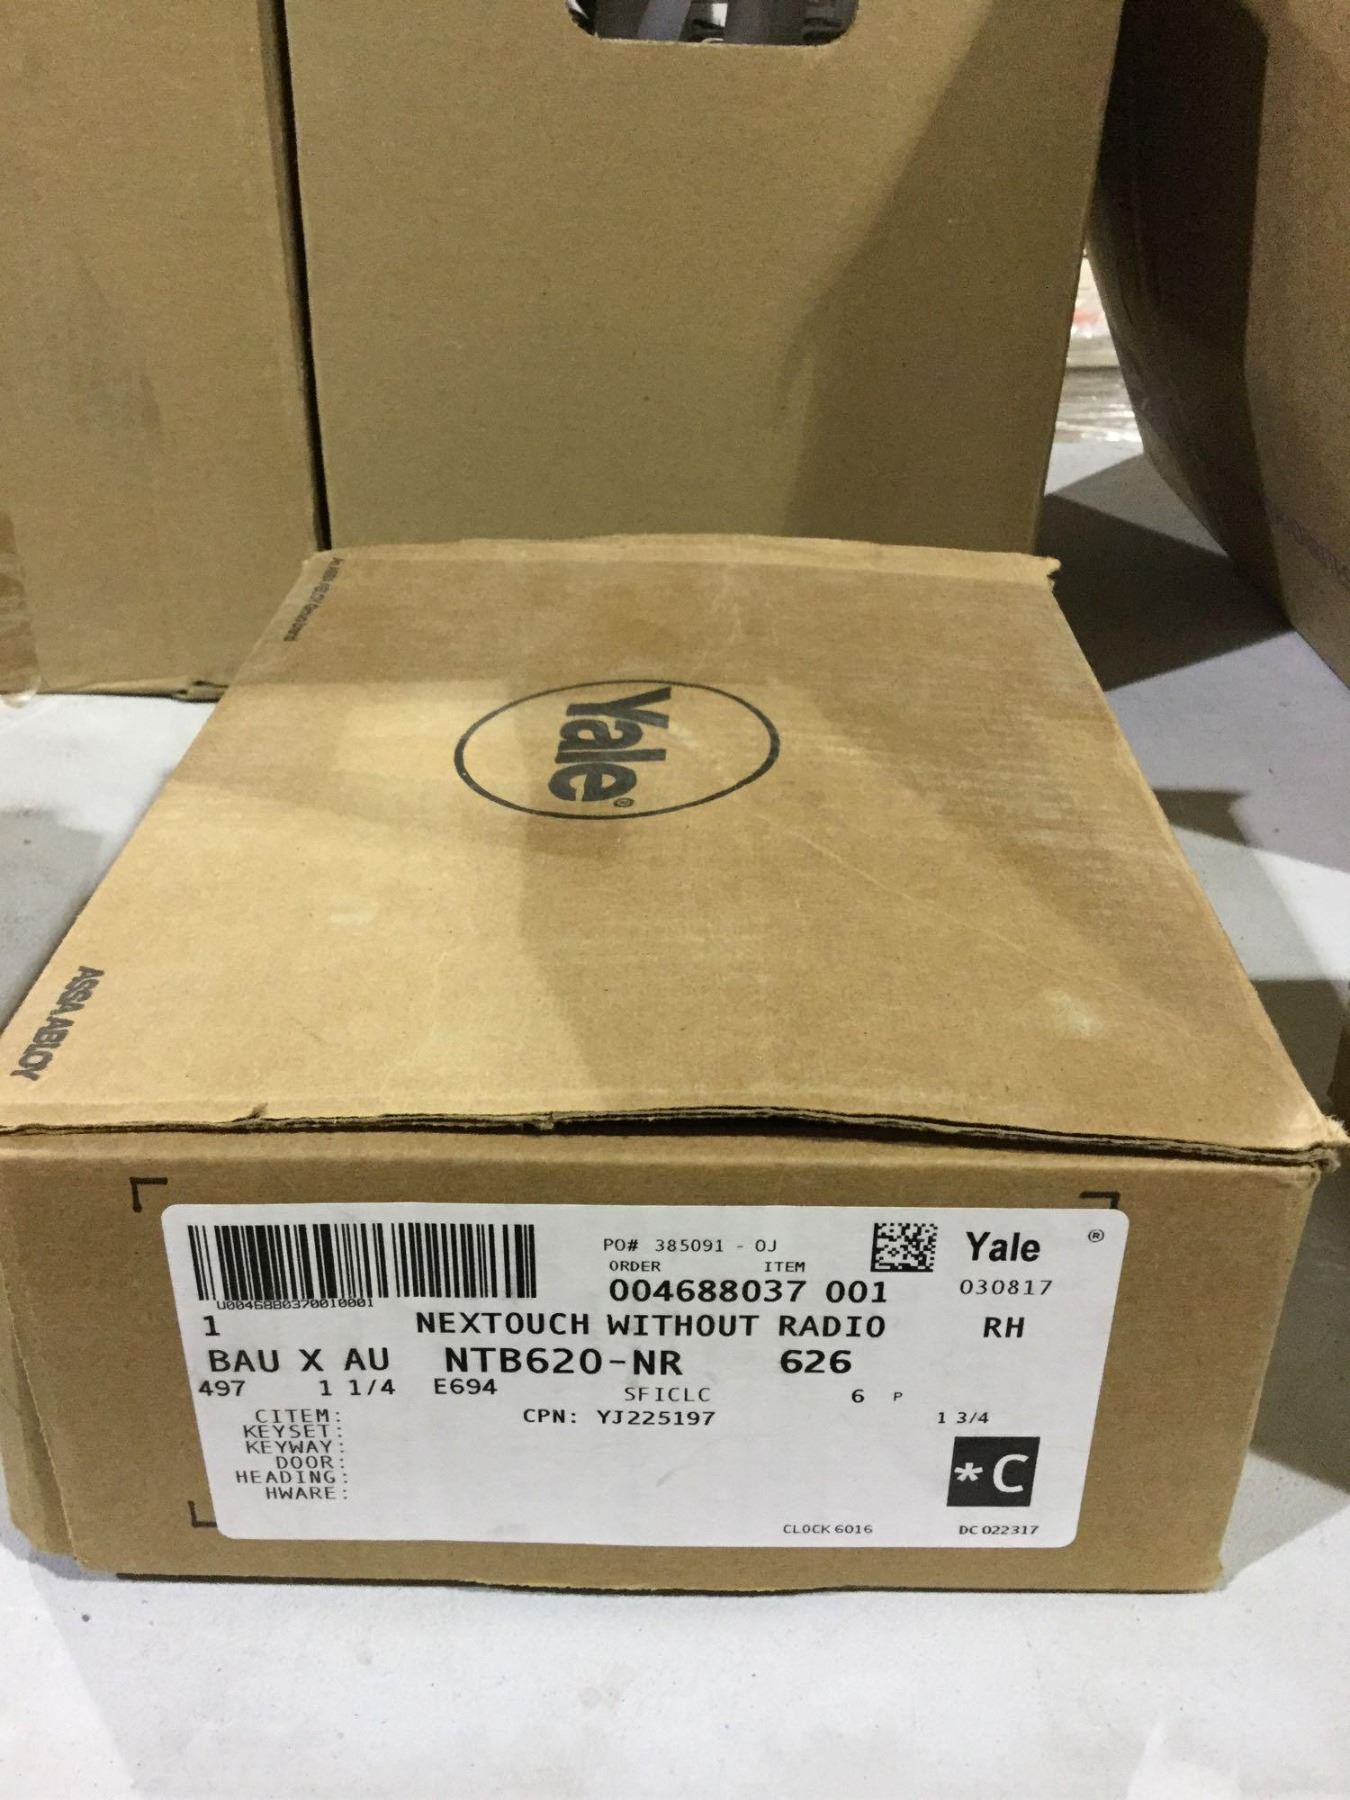 Yale®
ASSA ABLOY
PO# 385091 - OJ
Yale ®
ORDER ITEM
004688037 001
030817
U00468803700100001
1 NEXTOUCH WITHOUT RADIO RH
BAU X AU NTB620-NR 626
497 1 1/4 E694 SFICLC 6 P
CITEM: CPN: YJ225197 1 3/4
KEYSET:
KEYWAY:
DOOR:
HEADING:
HWARE:
*C
CLOCK 6016 DC 022317